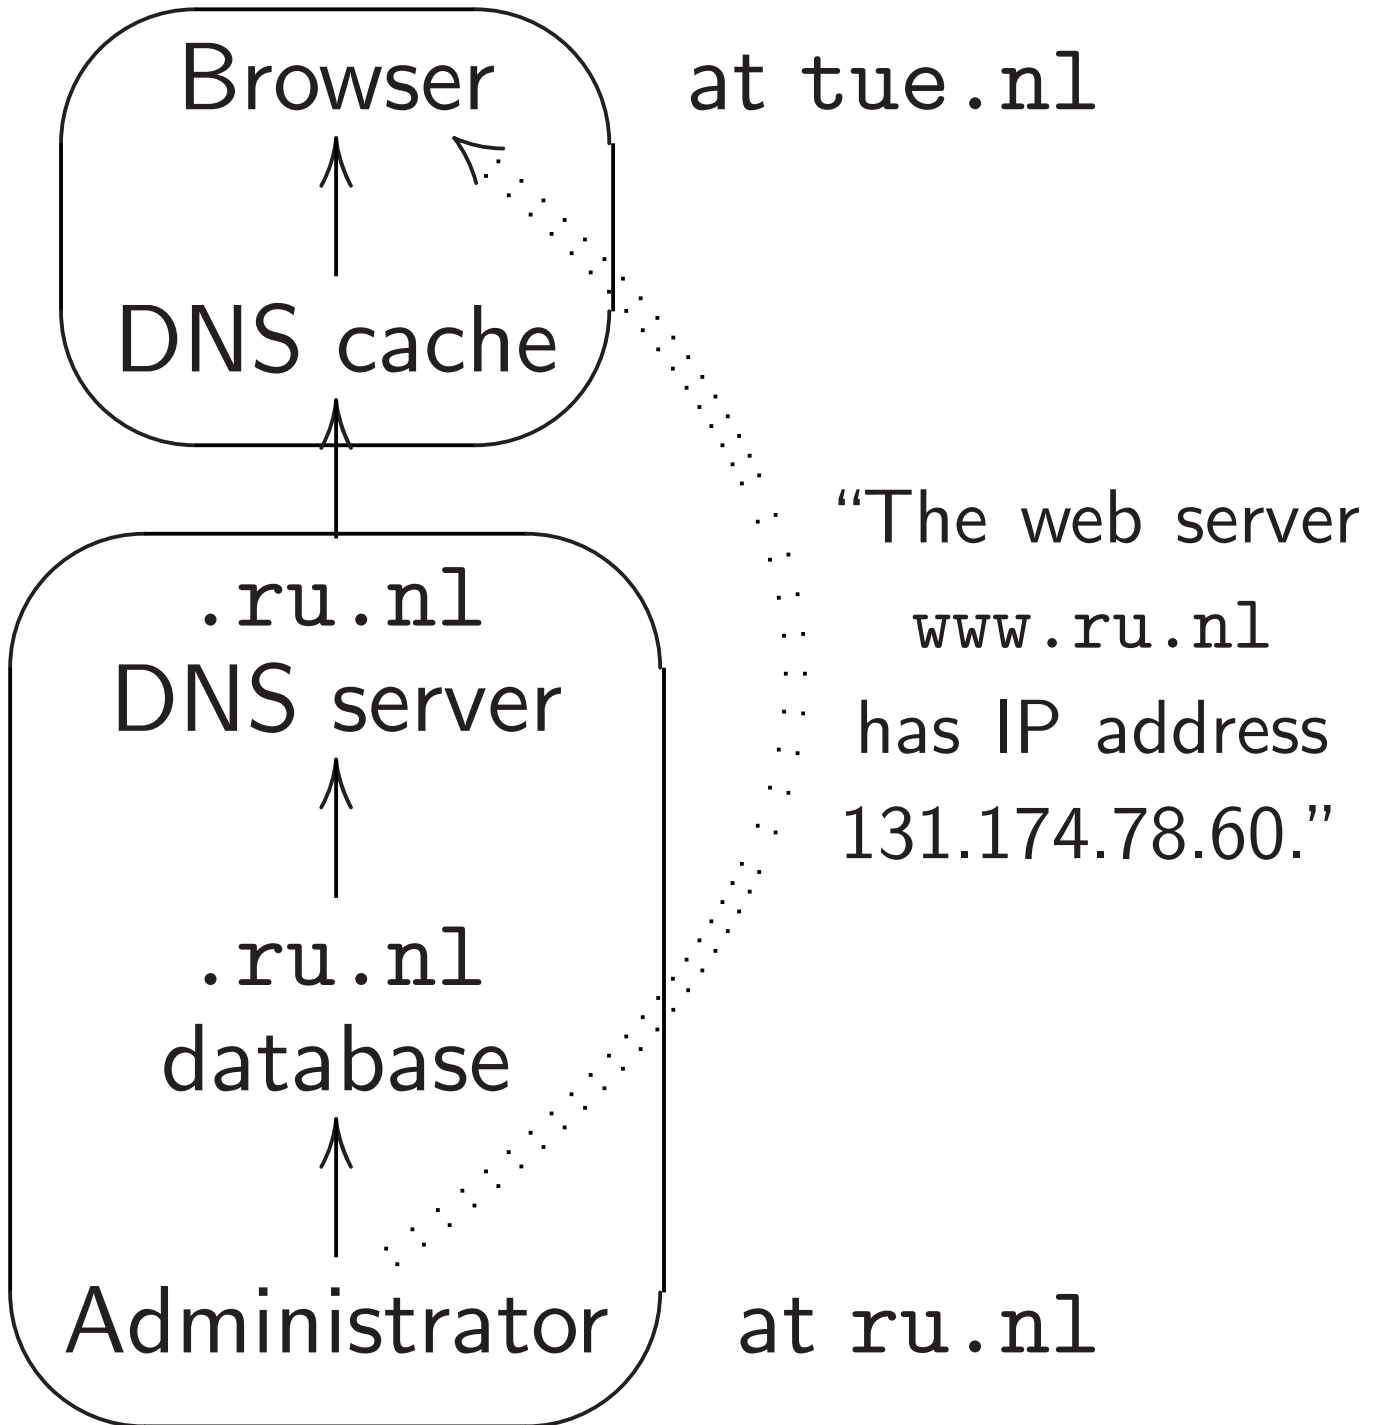 Browser at tue.nl
DNS cache
“The web server
www.ru.nl
has IP address
131.174.78.60.”
.ru.nl
DNS server
.ru.nl
database
Administrator at ru.nl